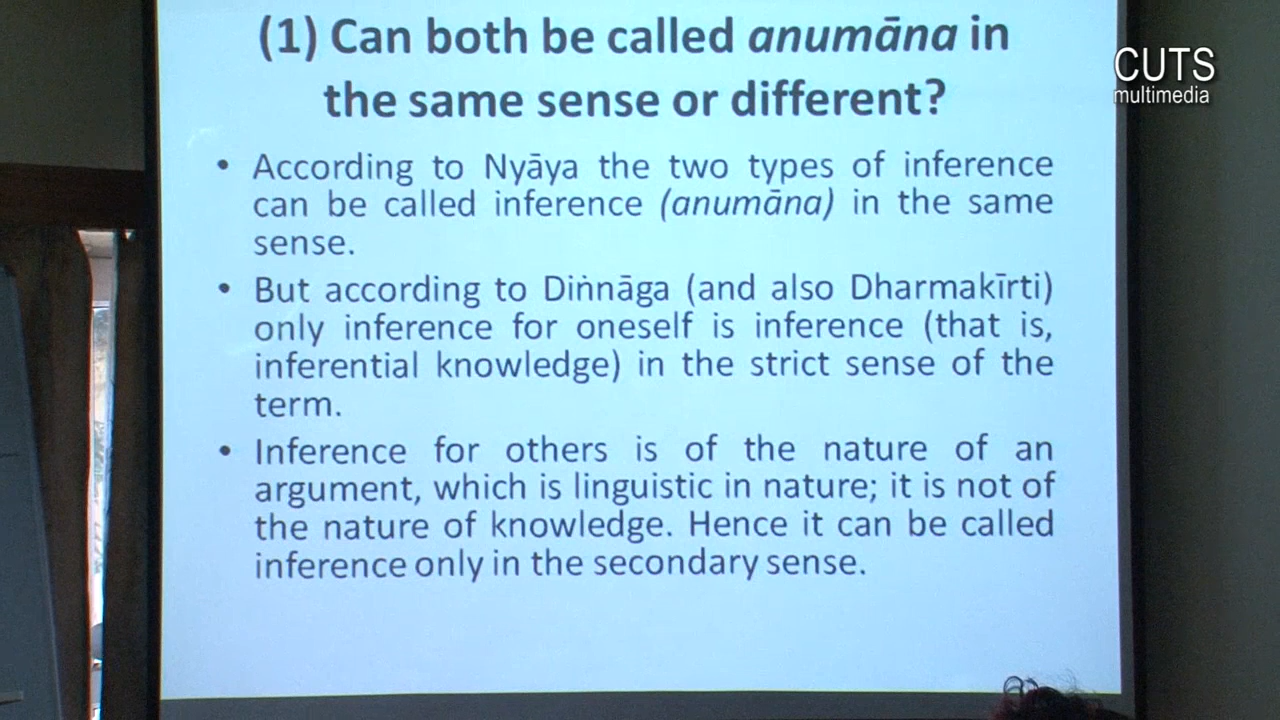 (1) Can both be called anumāna in
the same sense or different?
CUTS
multimedia
• According to Nyāya the two types of inference
can be called inference (anumāna) in the same
sense.
• But according to Diṅnāga (and also Dharmakīrti)
only inference for oneself is inference (that is,
inferential knowledge) in the strict sense of the
term.
• Inference for others is of the nature of an
argument, which is linguistic in nature; it is not of
the nature of knowledge. Hence it can be called
inference only in the secondary sense.